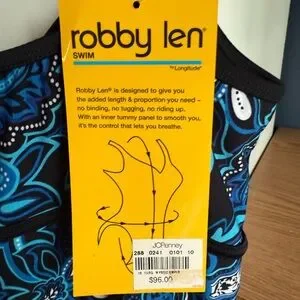 robby len®
SWIM
by Longitude®
Robby Len® is designed to give you
the added length & proportion you need –
no binding, no tugging, no riding up.
With an inner tummy panel to smooth you,
it's the control that lets you breathe.
JCPenney
288 0241 0101 10
$96.00